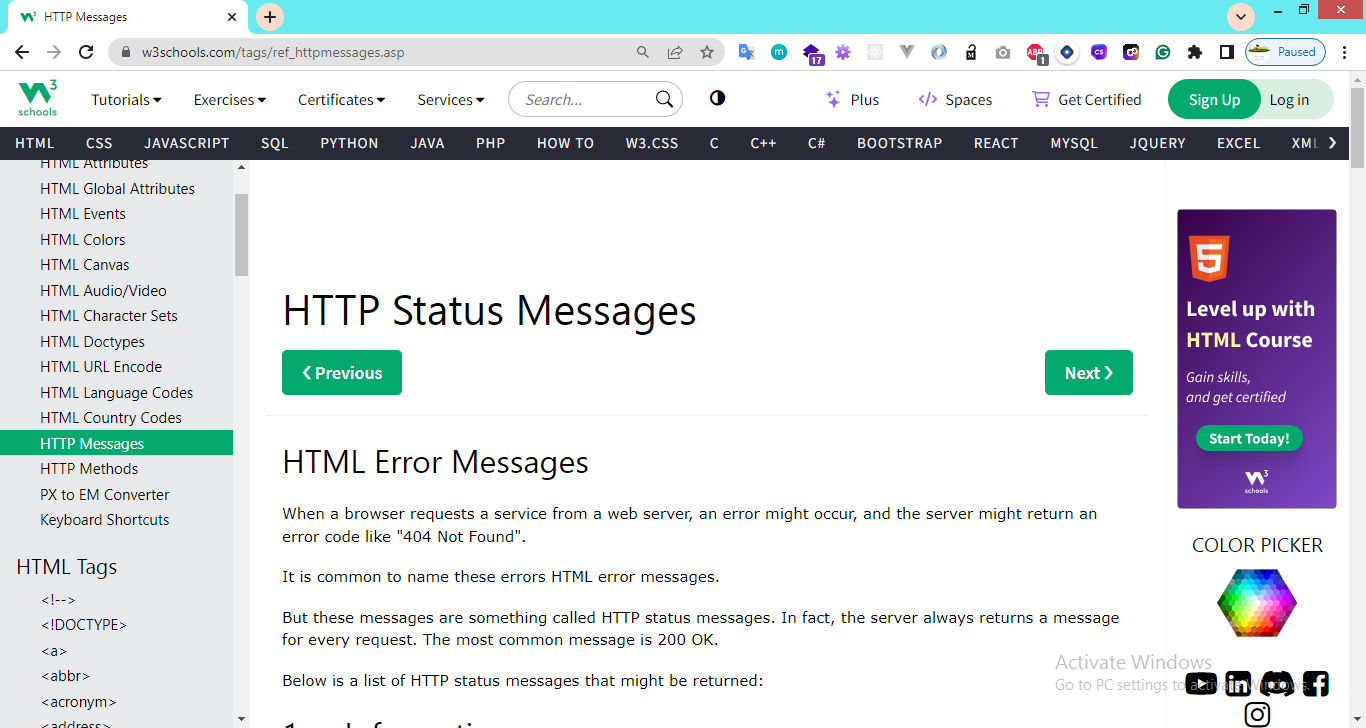 HTTP Messages
w3schools.com/tags/ref_httpmessages.asp
17
ABP
1
CS
Paused
3
schools
Tutorials
Exercises
Certificates
Services
Search...
Plus
Spaces
Get Certified
Sign Up
Log in
HTML CSS JAVASCRIPT SQL PYTHON JAVA PHP HOW TO W3.CSS C C++ C# BOOTSTRAP REACT MYSQL JQUERY EXCEL XML
HTML Attributes
HTML Global Attributes
HTML Events
HTML Colors
HTML Canvas
HTML Audio/Video
HTML Character Sets
HTML Doctypes
HTML URL Encode
HTML Language Codes
HTML Country Codes
HTTP Messages
HTTP Methods
PX to EM Converter
Keyboard Shortcuts
HTML Tags
<!-->
<!DOCTYPE>
<a>
<abbr>
<acronym>
<address>
HTTP Status Messages
❮ Previous
Next ❯
HTML Error Messages
When a browser requests a service from a web server, an error might occur, and the server might return an
error code like "404 Not Found".
It is common to name these errors HTML error messages.
But these messages are something called HTTP status messages. In fact, the server always returns a message
for every request. The most common message is 200 OK.
Below is a list of HTTP status messages that might be returned:
5
Level up with
HTML Course
Gain skills,
and get certified
Start Today!
3
schools
COLOR PICKER
Activate Windows
Go to PC settings to activate Windows.